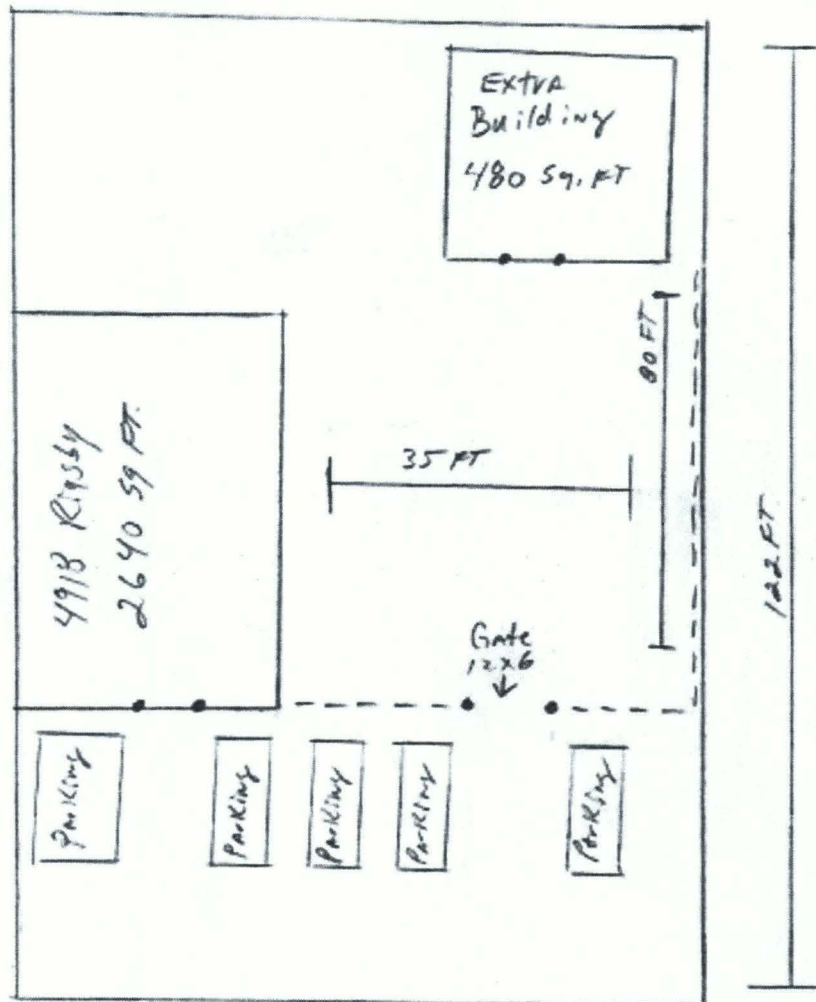 Extra
Building
480 Sq. FT
80 FT
35 FT
4918 Rigsby
2640 Sq FT.
122 FT
Gate
12x6
Parking
Parking
Parking
Parking
Parking